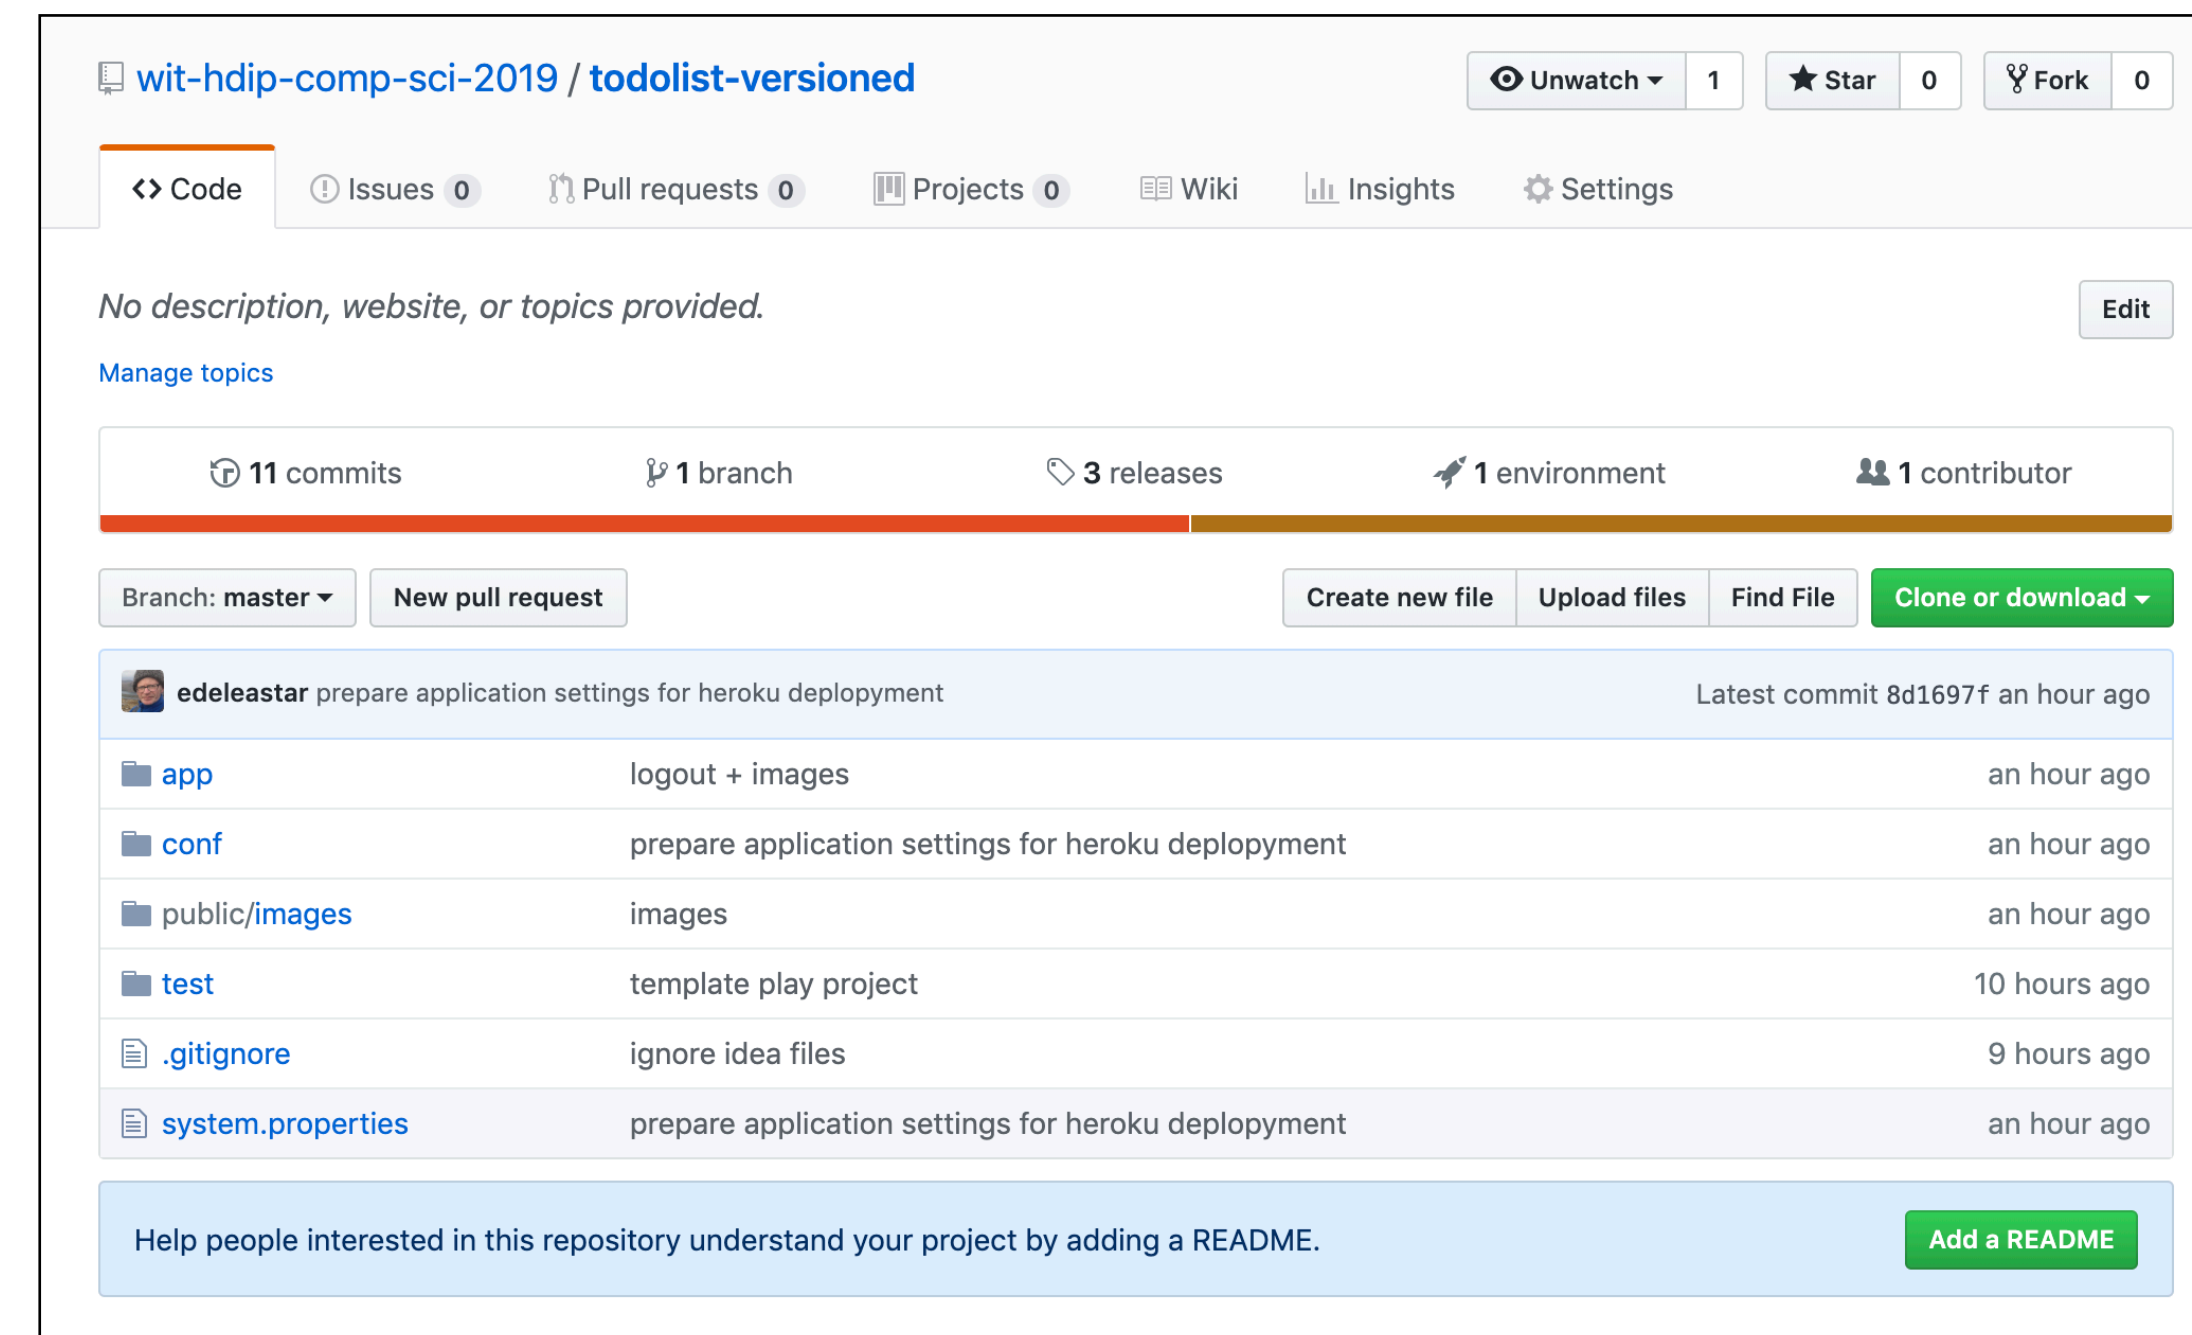 wit-hdip-comp-sci-2019 / todolist-versioned
Unwatch 1 Star 0 Fork 0
Code Issues 0 Pull requests 0 Projects 0 Wiki Insights Settings
No description, website, or topics provided. Edit
Manage topics
11 commits 1 branch 3 releases 1 environment 1 contributor
Branch: master New pull request Create new file Upload files Find File Clone or download
edeleastar prepare application settings for heroku deplopyment Latest commit 8d1697f an hour ago
app logout + images an hour ago
conf prepare application settings for heroku deplopyment an hour ago
public/images images an hour ago
test template play project 10 hours ago
.gitignore ignore idea files 9 hours ago
system.properties prepare application settings for heroku deplopyment an hour ago
Help people interested in this repository understand your project by adding a README. Add a README